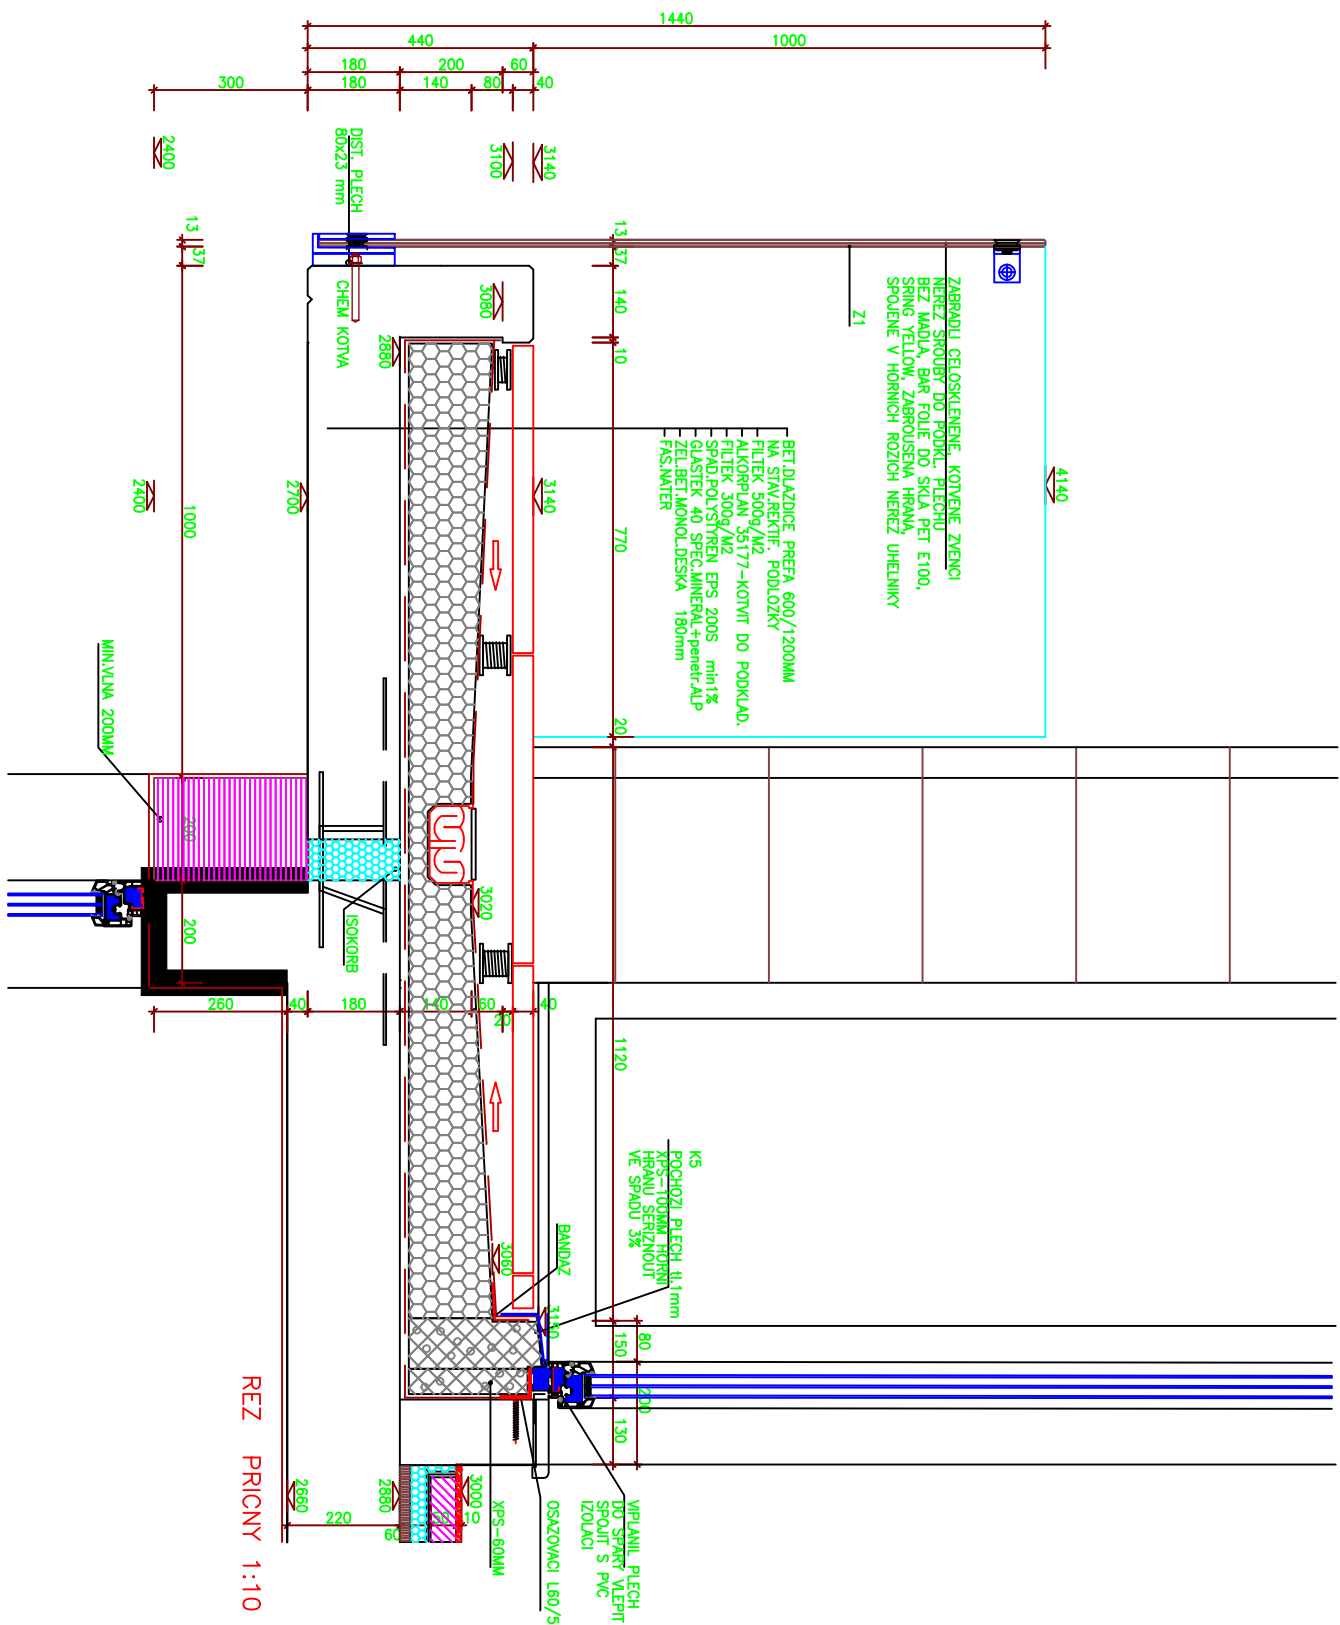 1440
440
1000
180
200
60
300
180
140
80
40
2400
DIST. PLECH
80x23 mm
3100
3140
13
37
13
37
140
10
770
20
1120
150
80
200
130
CHEM KOTVA
3080
2880
Z1
ZABRADLI CELOSKLENENE, KOTVENE ZVENCI
NEREZ SROUBY DO PODKL. PLECHU
BEZ MADLA, BAR FOLIE DO SKLA PET E100,
SRING YELLOW, ZABROUSENA HRANA,
SPOJENE V HORNICH ROZICH NEREZ UHELNIKY
4140
3140
2700
2400
1000
BET.DLAZDICE PREFA 600/1200MM
NA STAV.REKTIF. PODLOZKY
FILTEK 500g/M2
ALKORPLAN 35177-KOTVIT DO PODKLAD.
FILTEK 300g/M2
SPAD.POLYSTYREN EPS 200S min1%
GLASTEK 40 SPEC.MINERAL+penetr.ALP
ZEL.BET.MONOL.DESKA 180mm
FAS.NATER
MIN.VLNA 200MM
200
200
ISOKORB
3020
260
40
180
140
60
20
40
K5
POCHOZI PLECH tl.1mm
XPS-100MM HORNI
HRANU SERIZNOUT
VE SPADU 3%
BANDAZ
3060
3150
REZ PRICNY 1:10
2660
2880
3000
220
60
50
10
XPS-60MM
OSAZOVACI L60/5
VIPLANIL PLECH
DO SPARY VLEPIT
SPOJIT S PVC
IZOLACI